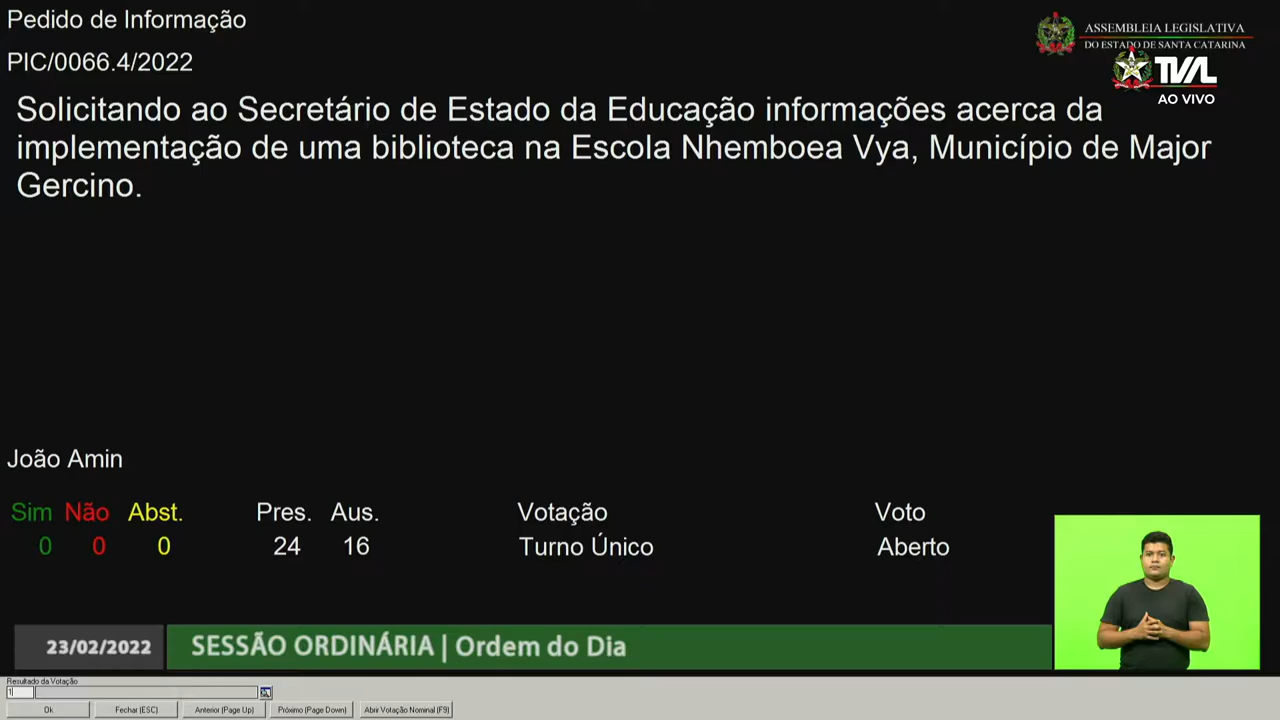 Pedido de Informação
PIC/0066.4/2022
ASSEMBLEIA LEGISLATIVA
DO ESTADO DE SANTA CATARINA
TVAL
AO VIVO
Solicitando ao Secretário de Estado da Educação informações acerca da
implementação de uma biblioteca na Escola Nhemboea Vya, Município de Major
Gercino.
João Amin
Sim Não Abst. Pres. Aus. Votação Voto
0 0 0 24 16 Turno Único Aberto
23/02/2022 SESSÃO ORDINÁRIA | Ordem do Dia
Resultado da Votação
1
Ok Fechar (ESC) Anterior (Page Up) Próximo (Page Down) Abrir Votação Nominal (F9)